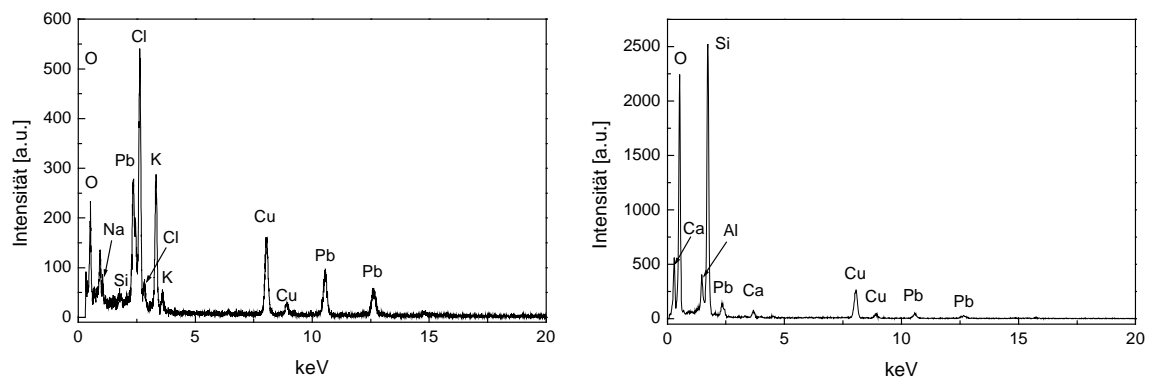 600
500
400
300
200
100
0
Intensität [a.u.]
0 5 10 15 20
keV
O
Cl
Pb
K
O
Na
Si
Cl
K
Cu
Cu
Pb
Pb
2500
2000
1500
1000
500
0
Intensität [a.u.]
0 5 10 15 20
keV
O
Si
Ca
Al
Pb
Ca
Cu
Cu
Pb
Pb